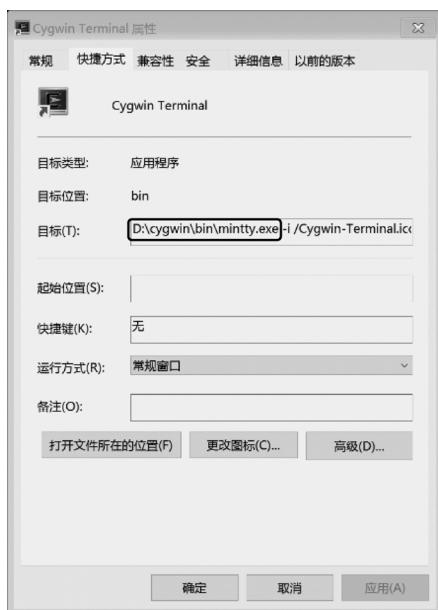 Cygwin Terminal 属性
常规 快捷方式 兼容性 安全 详细信息 以前的版本
Cygwin Terminal
目标类型: 应用程序
目标位置: bin
目标(T): D:\cygwin\bin\mintty.exe -i /Cygwin-Terminal.ico
起始位置(S):
快捷键(K): 无
运行方式(R): 常规窗口
备注(O):
打开文件所在的位置(F) 更改图标(C)... 高级(D)...
确定 取消 应用(A)